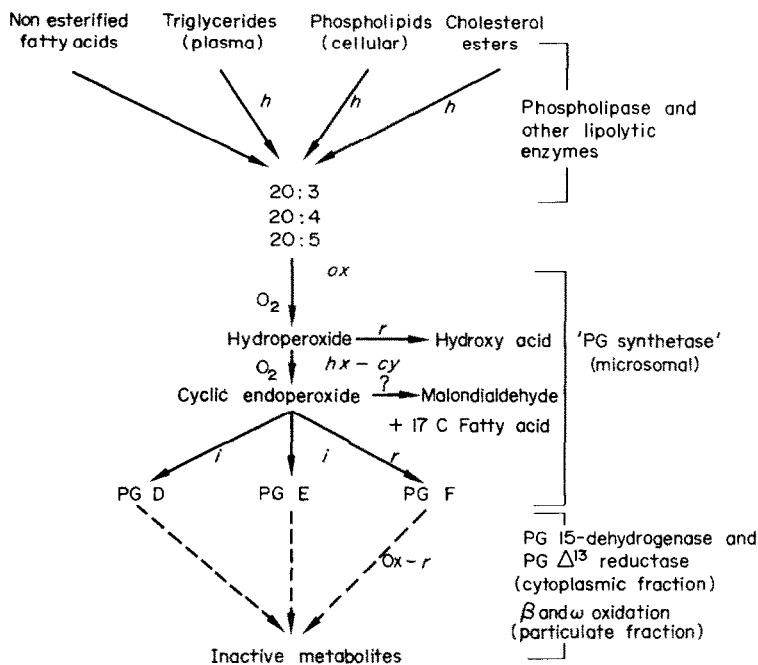 Non esterified
fatty acids
Triglycerides
(plasma)
Phospholipids
(cellular)
Cholesterol
esters
h
h
h
Phospholipase and
other lipolytic
enzymes
20:3
20:4
20:5
ox
O₂
Hydroperoxide
r
Hydroxy acid
'PG synthetase'
(microsomal)
O₂
hx – cy
Cyclic endoperoxide
?
Malondialdehyde
+ 17 C Fatty acid
i
i
r
PG D
PG E
PG F
Ox – r
PG 15-dehydrogenase and
PG Δ¹³ reductase
(cytoplasmic fraction)
β and ω oxidation
(particulate fraction)
Inactive metabolites